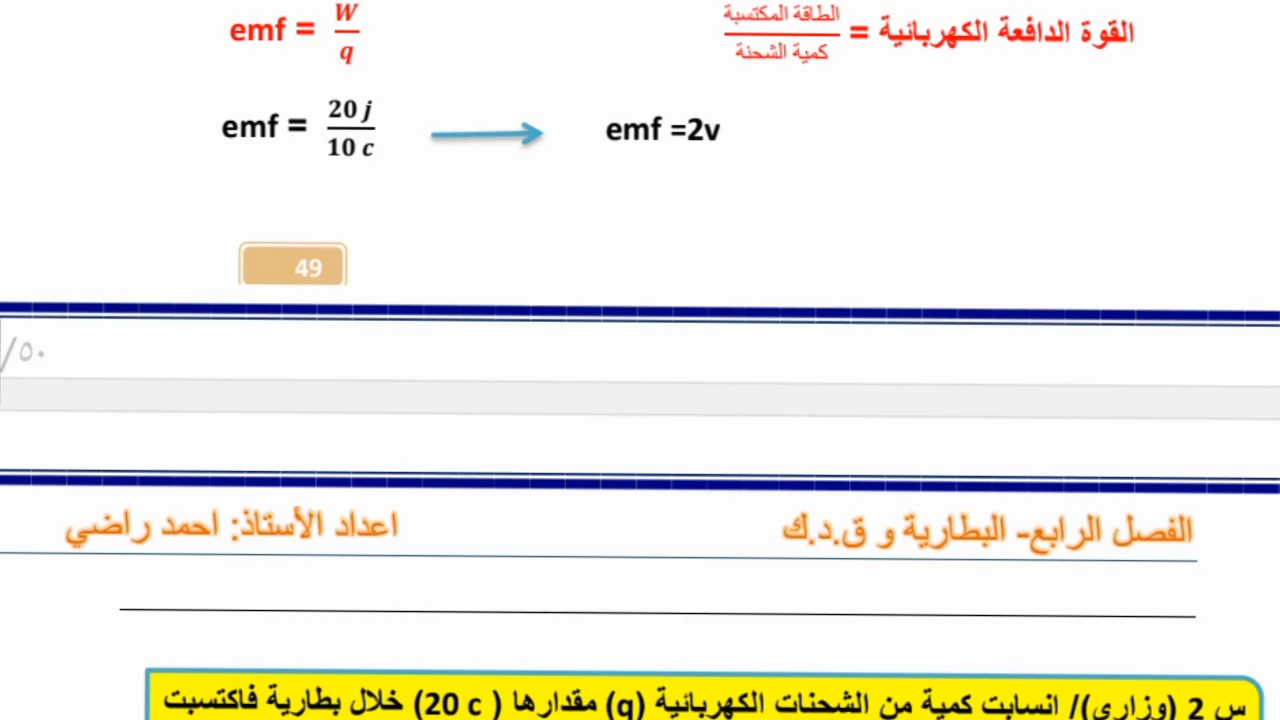 القوة الدافعة الكهربائية = الطاقة المكتسبة / كمية الشحنة emf = W / q
emf = 20 j / 10 c emf =2v
49
/٥٠
الفصل الرابع- البطارية و ق.د.ك اعداد الأستاذ: احمد راضي
س 2 (وزاري)/ انسابت كمية من الشحنات الكهربائية (q) مقدارها ( 20 c) خلال بطارية فاكتسبت